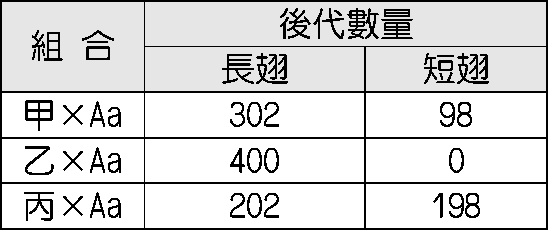 組合 後代數量
長翅 短翅
甲×Aa 302 98
乙×Aa 400 0
丙×Aa 202 198